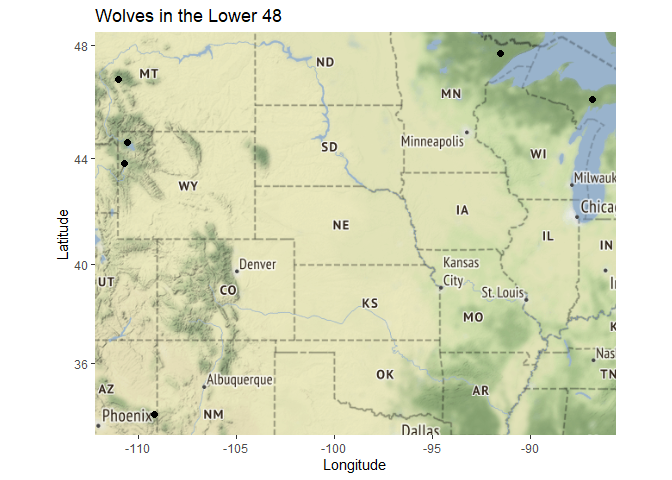 Wolves in the Lower 48
48
44
40
36
Latitude
MT
ND
MN
Minneapolis
SD
WI
WY
Milwauk
Chica
NE
IA
IL
IN
UT
Denver
CO
Kansas
City
St. Louis
KS
MO
AZ
Albuquerque
OK
AR
Nas
TN
Phoenix
NM
Dallas
-110
-105
-100
-95
-90
Longitude